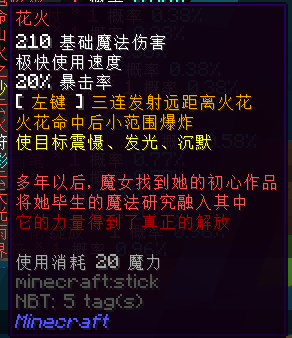 花火
210 基础魔法伤害
极快使用速度
20% 暴击率
[ 左键 ] 三连发射远距离火花
火花命中后小范围爆炸
使目标震慑、发光、沉默
多年以后,魔女找到她的初心作品
将她毕生的魔法研究融入其中
它的力量得到了真正的解放
使用消耗 20 魔力
minecraft:stick
NBT: 5 tag(s)
Minecraft